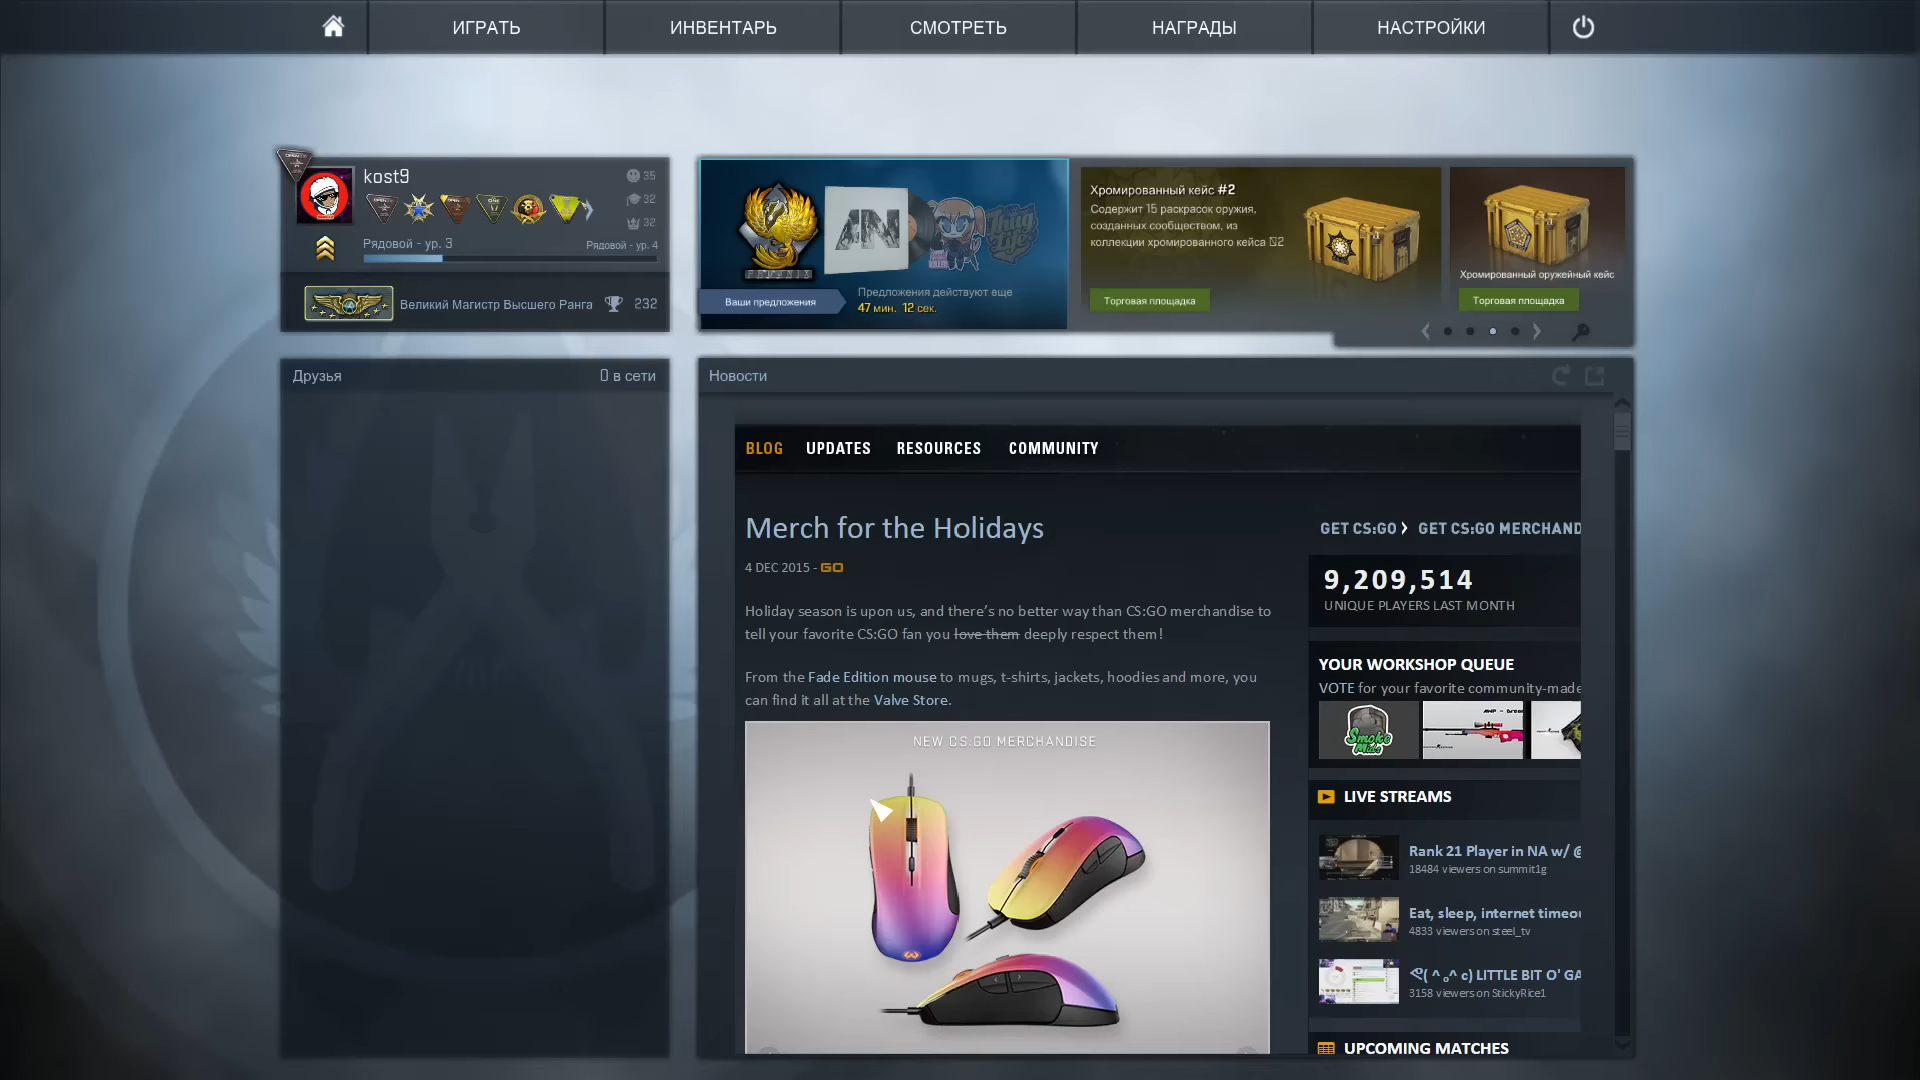 ИГРАТЬ
ИНВЕНТАРЬ
СМОТРЕТЬ
НАГРАДЫ
НАСТРОЙКИ
kost9
35
32
32
Рядовой - ур. 3
Рядовой - ур. 4
Великий Магистр Высшего Ранга
232
PHOENIX
Ваши предложения
Предложения действуют еще
47 мин. 12 сек.
Хромированный кейс #2
Содержит 15 раскрасок оружия,
созданных сообществом, из
коллекции хромированного кейса 2
Торговая площадка
Хромированный оружейный кейс
Торговая площадка
Друзья
0 в сети
Новости
BLOG UPDATES RESOURCES COMMUNITY
Merch for the Holidays
4 DEC 2015 - GO
Holiday season is upon us, and there's no better way than CS:GO merchandise to
tell your favorite CS:GO fan you love them deeply respect them!
From the Fade Edition mouse to mugs, t-shirts, jackets, hoodies and more, you
can find it all at the Valve Store.
NEW CS:GO MERCHANDISE
GET CS:GO › GET CS:GO MERCHAND
9,209,514
UNIQUE PLAYERS LAST MONTH
YOUR WORKSHOP QUEUE
VOTE for your favorite community-made
LIVE STREAMS
Rank 21 Player in NA w/ @
18484 viewers on summit1g
Eat, sleep, internet timeou
4833 viewers on steel_tv
LITTLE BIT O' GA
3158 viewers on StickyRice1
UPCOMING MATCHES